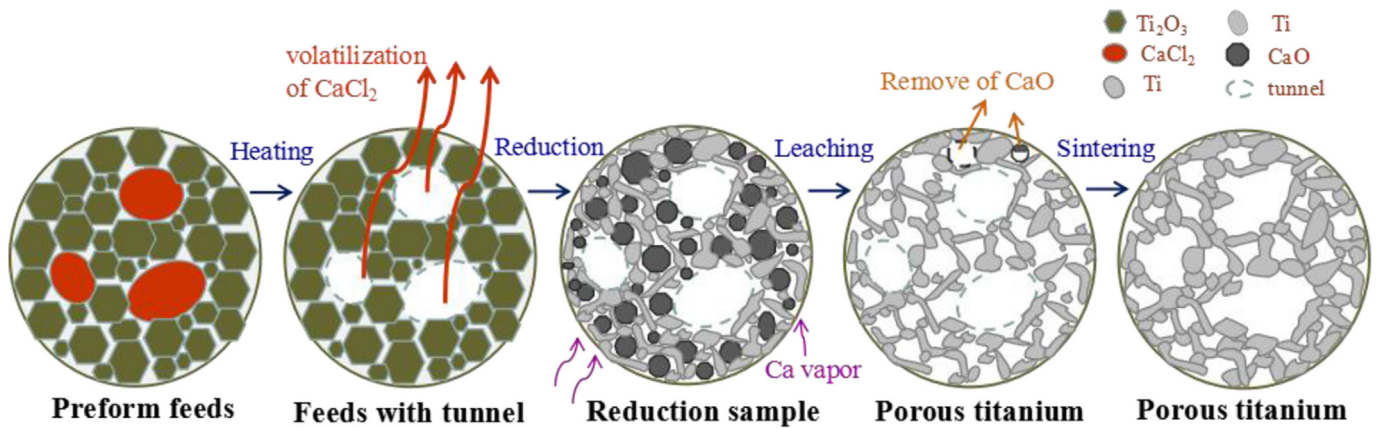 Ti₂O₃
Ti
CaCl₂
CaO
Ti
tunnel
volatilization
of CaCl₂
Remove of CaO
Heating
Reduction
Leaching
Sintering
Ca vapor
Preform feeds
Feeds with tunnel
Reduction sample
Porous titanium
Porous titanium